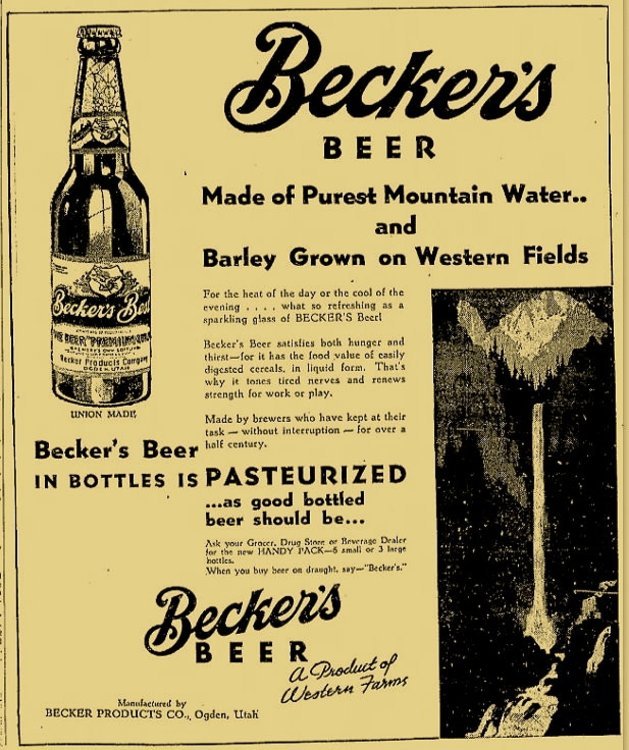 Becker's
BEER
Made of Purest Mountain Water..
and
Barley Grown on Western Fields
For the heat of the day or the cool of the
evening . . . . what so refreshing as a
sparkling glass of BECKER'S Beer!
Becker's Beer satisfies both hunger and
thirst—for it has the food value of easily
digested cereals, in liquid form. That's
why it tones tired nerves and renews
strength for work or play.
Made by brewers who have kept at their
task — without interruption — for over a
half century.
Becker's Best
THE BEER PREMIUM
Becker Products Company
OGDEN, UTAH
UNION MADE
Becker's Beer
IN BOTTLES IS PASTEURIZED
...as good bottled
beer should be...
Ask your Grocer, Drug Store or Beverage Dealer
for the new HANDY PACK—6 small or 3 large
bottles.
When you buy beer on draught, say—"Becker's."
Becker's
BEER
A Product of
Western Farms
Manufactured by
BECKER PRODUCTS CO., Ogden, Utah